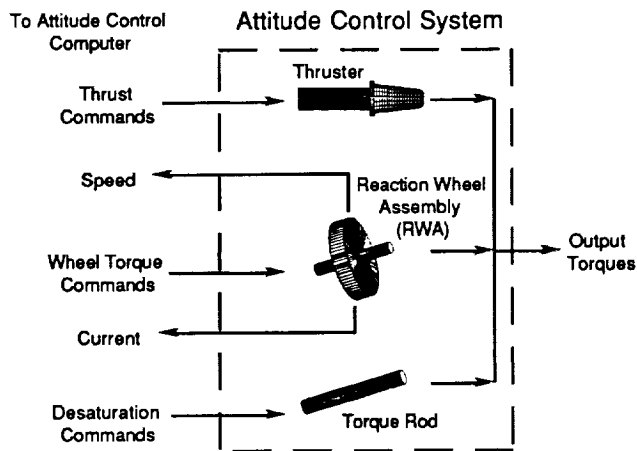 To Attitude Control
Computer
Attitude Control System
Thruster
Thrust
Commands
Speed
Reaction Wheel
Assembly
(RWA)
Wheel Torque
Commands
Output
Torques
Current
Desaturation
Commands
Torque Rod